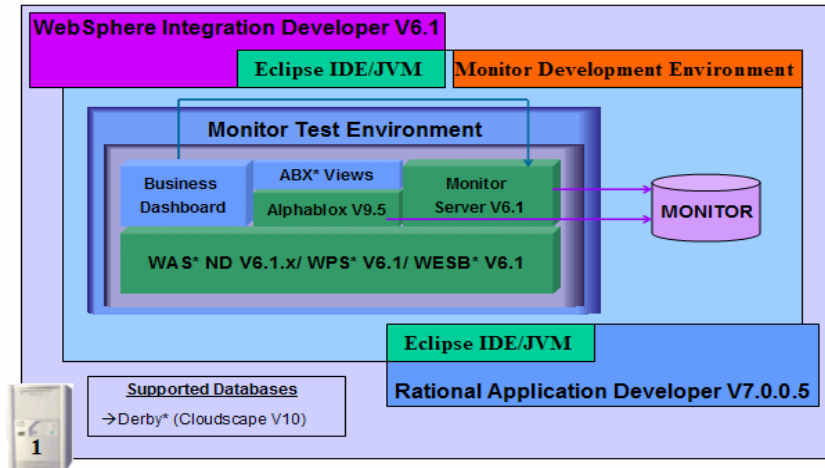 WebSphere Integration Developer V6.1
Eclipse IDE/JVM
Monitor Development Environment
Monitor Test Environment
Business
Dashboard
ABX* Views
Alphablox V9.5
Monitor
Server V6.1
MONITOR
WAS* ND V6.1.x/ WPS* V6.1/ WESB* V6.1
Eclipse IDE/JVM
Rational Application Developer V7.0.0.5
Supported Databases
→Derby* (Cloudscape V10)
1